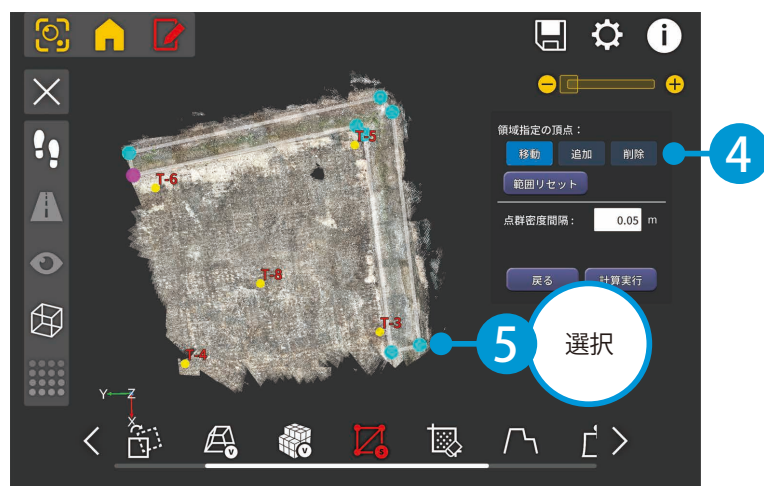 i
領域指定の頂点：
移動 追加 削除
4
範囲リセット
点群密度間隔： 0.05 m
戻る 計算実行
T-5
T-6
T-8
T-3
T-4
5
選択
Y Z
X
V
V
S